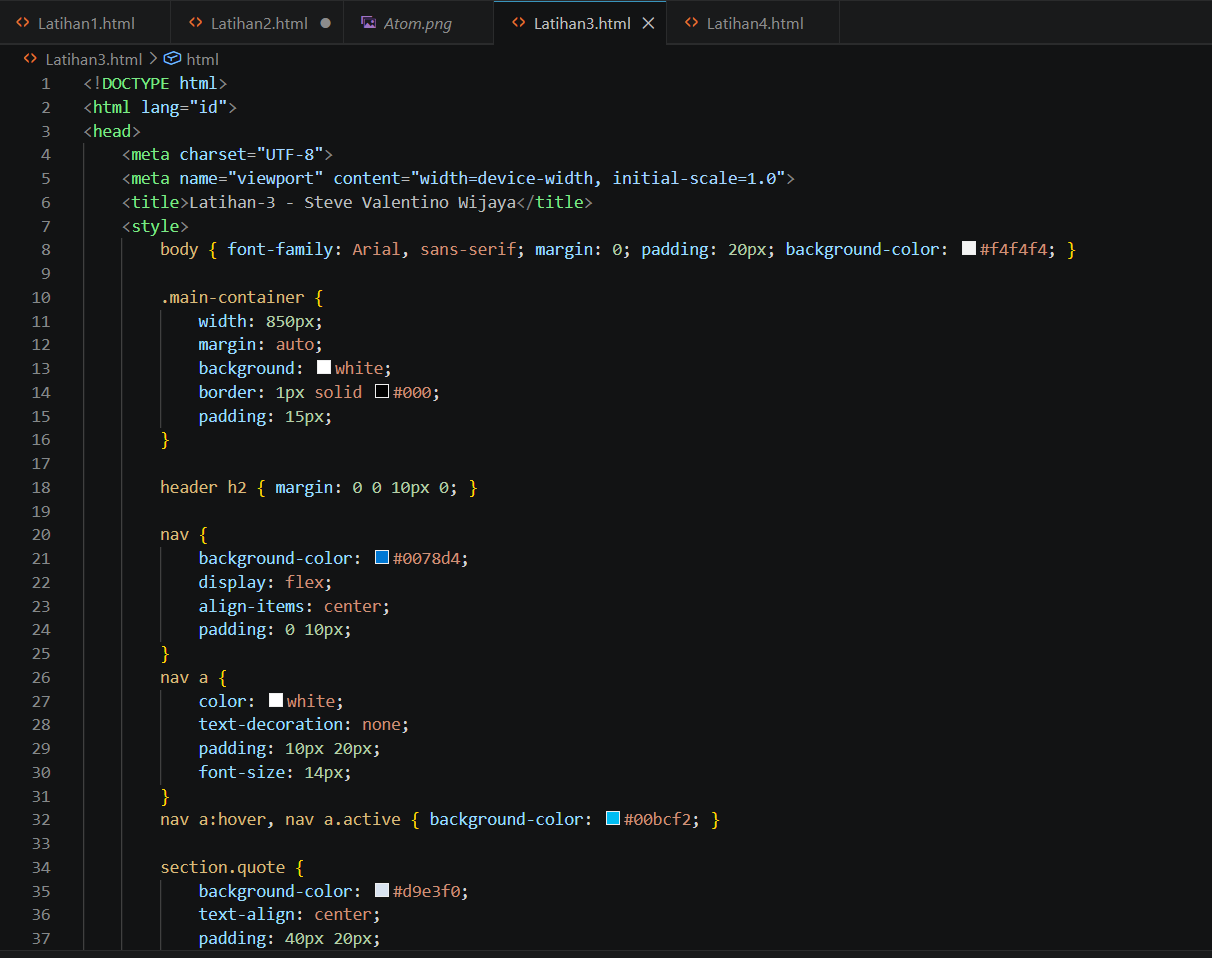 Latihan1.html Latihan2.html Atom.png Latihan3.html Latihan4.html
Latihan3.html > html
1 <!DOCTYPE html>
2 <html lang="id">
3 <head>
4 <meta charset="UTF-8">
5 <meta name="viewport" content="width=device-width, initial-scale=1.0">
6 <title>Latihan-3 - Steve Valentino Wijaya</title>
7 <style>
8 body { font-family: Arial, sans-serif; margin: 0; padding: 20px; background-color: #f4f4f4; }
9
10 .main-container {
11 width: 850px;
12 margin: auto;
13 background: white;
14 border: 1px solid #000;
15 padding: 15px;
16 }
17
18 header h2 { margin: 0 0 10px 0; }
19
20 nav {
21 background-color: #0078d4;
22 display: flex;
23 align-items: center;
24 padding: 0 10px;
25 }
26 nav a {
27 color: white;
28 text-decoration: none;
29 padding: 10px 20px;
30 font-size: 14px;
31 }
32 nav a:hover, nav a.active { background-color: #00bcf2; }
33
34 section.quote {
35 background-color: #d9e3f0;
36 text-align: center;
37 padding: 40px 20px;